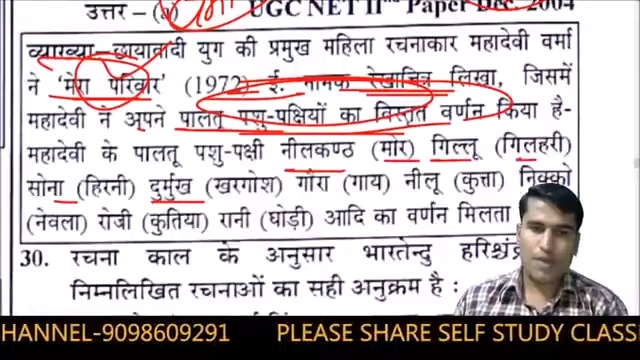 उत्तर (a) UGC NET IInd Paper Dec. 2004
व्याख्या–छायावादी युग की प्रमुख महिला रचनाकार महादेवी वर्मा
ने 'मेरा परिवार' (1972 ई. नामक रेखाचित्र लिखा, जिसमें
महादेवी ने अपने पालतू पशु-पक्षियों का विस्तृत वर्णन किया है-
महादेवी के पालतू पशु-पक्षी नीलकण्ठ (मोर) गिल्लू (गिलहरी)
सोना (हिरनी) दुर्मुख (खरगोश) गौरा (गाय) नीलू (कुत्ता) निक्की
(नेवला) रोजी (कुतिया) रानी (घोड़ी) आदि का वर्णन मिलता
30. रचना काल के अनुसार भारतेन्दु
निम्नलिखित रचनाओं का सही अनुक्रम है :
HANNEL-9098609291 PLEASE SHARE SELF STUDY CLASS